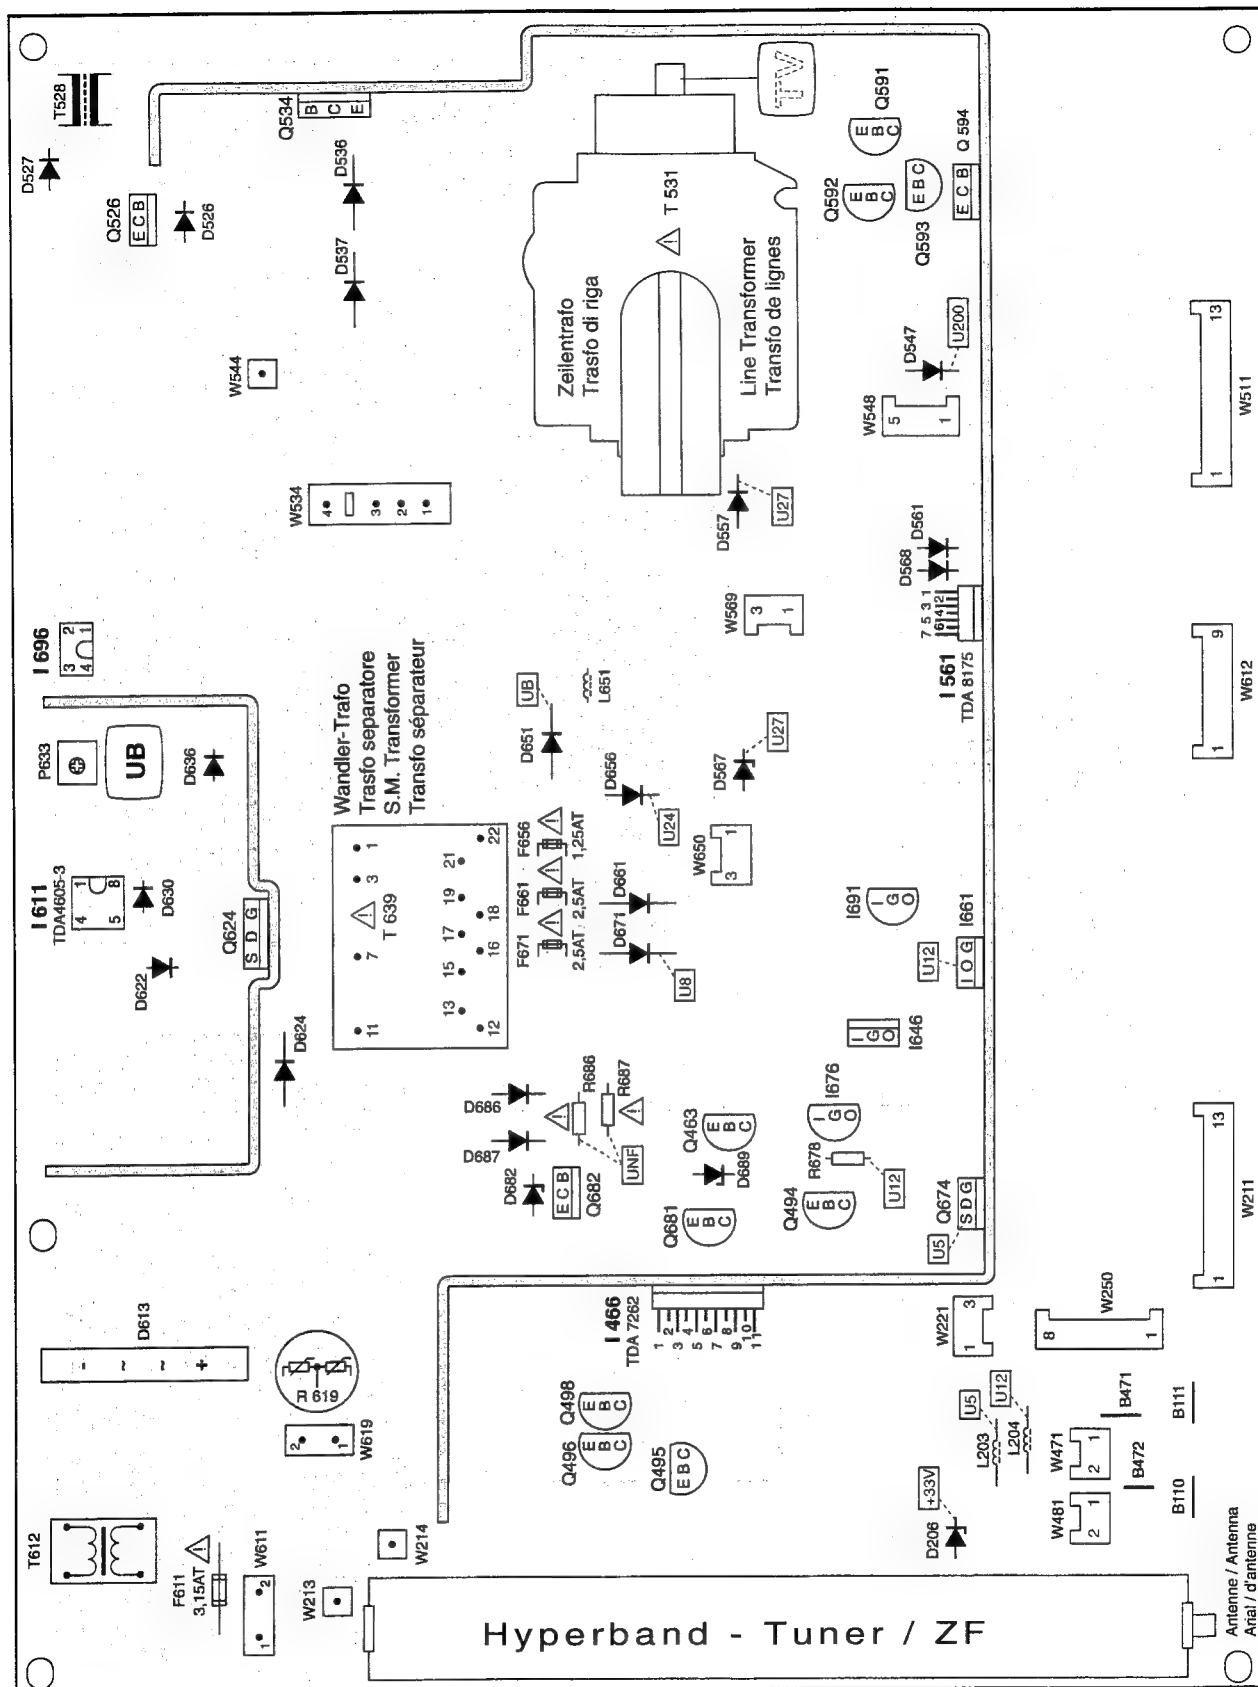 T528
D527
Q526
E C B
D526
Q534
B C E
D536
D537
W544
W534
4
3
2
1
TFV
Zeilentrafo
Trasfo di riga
T 531
Line Transformer
Transfo de lignes
Q591
E B C
Q592
E B C
Q593
E B C
Q 594
E C B
D547
U200
W548
5
1
D557
U27
D561
D568
7 5 3 1
6 4 2
I 561
TDA 8175
W569
3
1
W511
1
13
I 696
3 2
4 1
P633
UB
D636
I 611
TDA4605-3
4 1
5 8
D630
D622
Q624
S D G
D624
Wandler-Trafo
Trasfo separatore
S.M. Transformer
Transfo séparateur
T 639
1
3
7
11
22
21
19
18
17
16
15
13
12
UB
D651
L651
D656
U24
D567
U27
W650
3
1
F656
1,25AT
F661
2,5AT
F671
2,5AT
D661
D671
U8
I691
I G O
I661
I O G
U12
I646
I G O
W612
1
9
D686
D687
R686
R687
UNF
D682
Q682
E C B
Q463
E B C
D689
Q681
E B C
I676
I G O
R678
U12
Q494
E B C
Q674
S D G
U5
W211
1
13
D613
-
~
~
+
R 619
W619
2
1
I 466
TDA 7262
1
2
3
4
5
6
7
8
9
10
11
Q498
E B C
Q496
E B C
Q495
E B C
W221
1
3
W250
8
1
U5
U12
L203
L204
B471
B111
W471
2 1
B472
W481
2 1
B110
+33V
D206
T612
F611
3,15AT
W611
1
2
W213
W214
Hyperband - Tuner / ZF
Antenne / Antenna
Arial / d'antenne